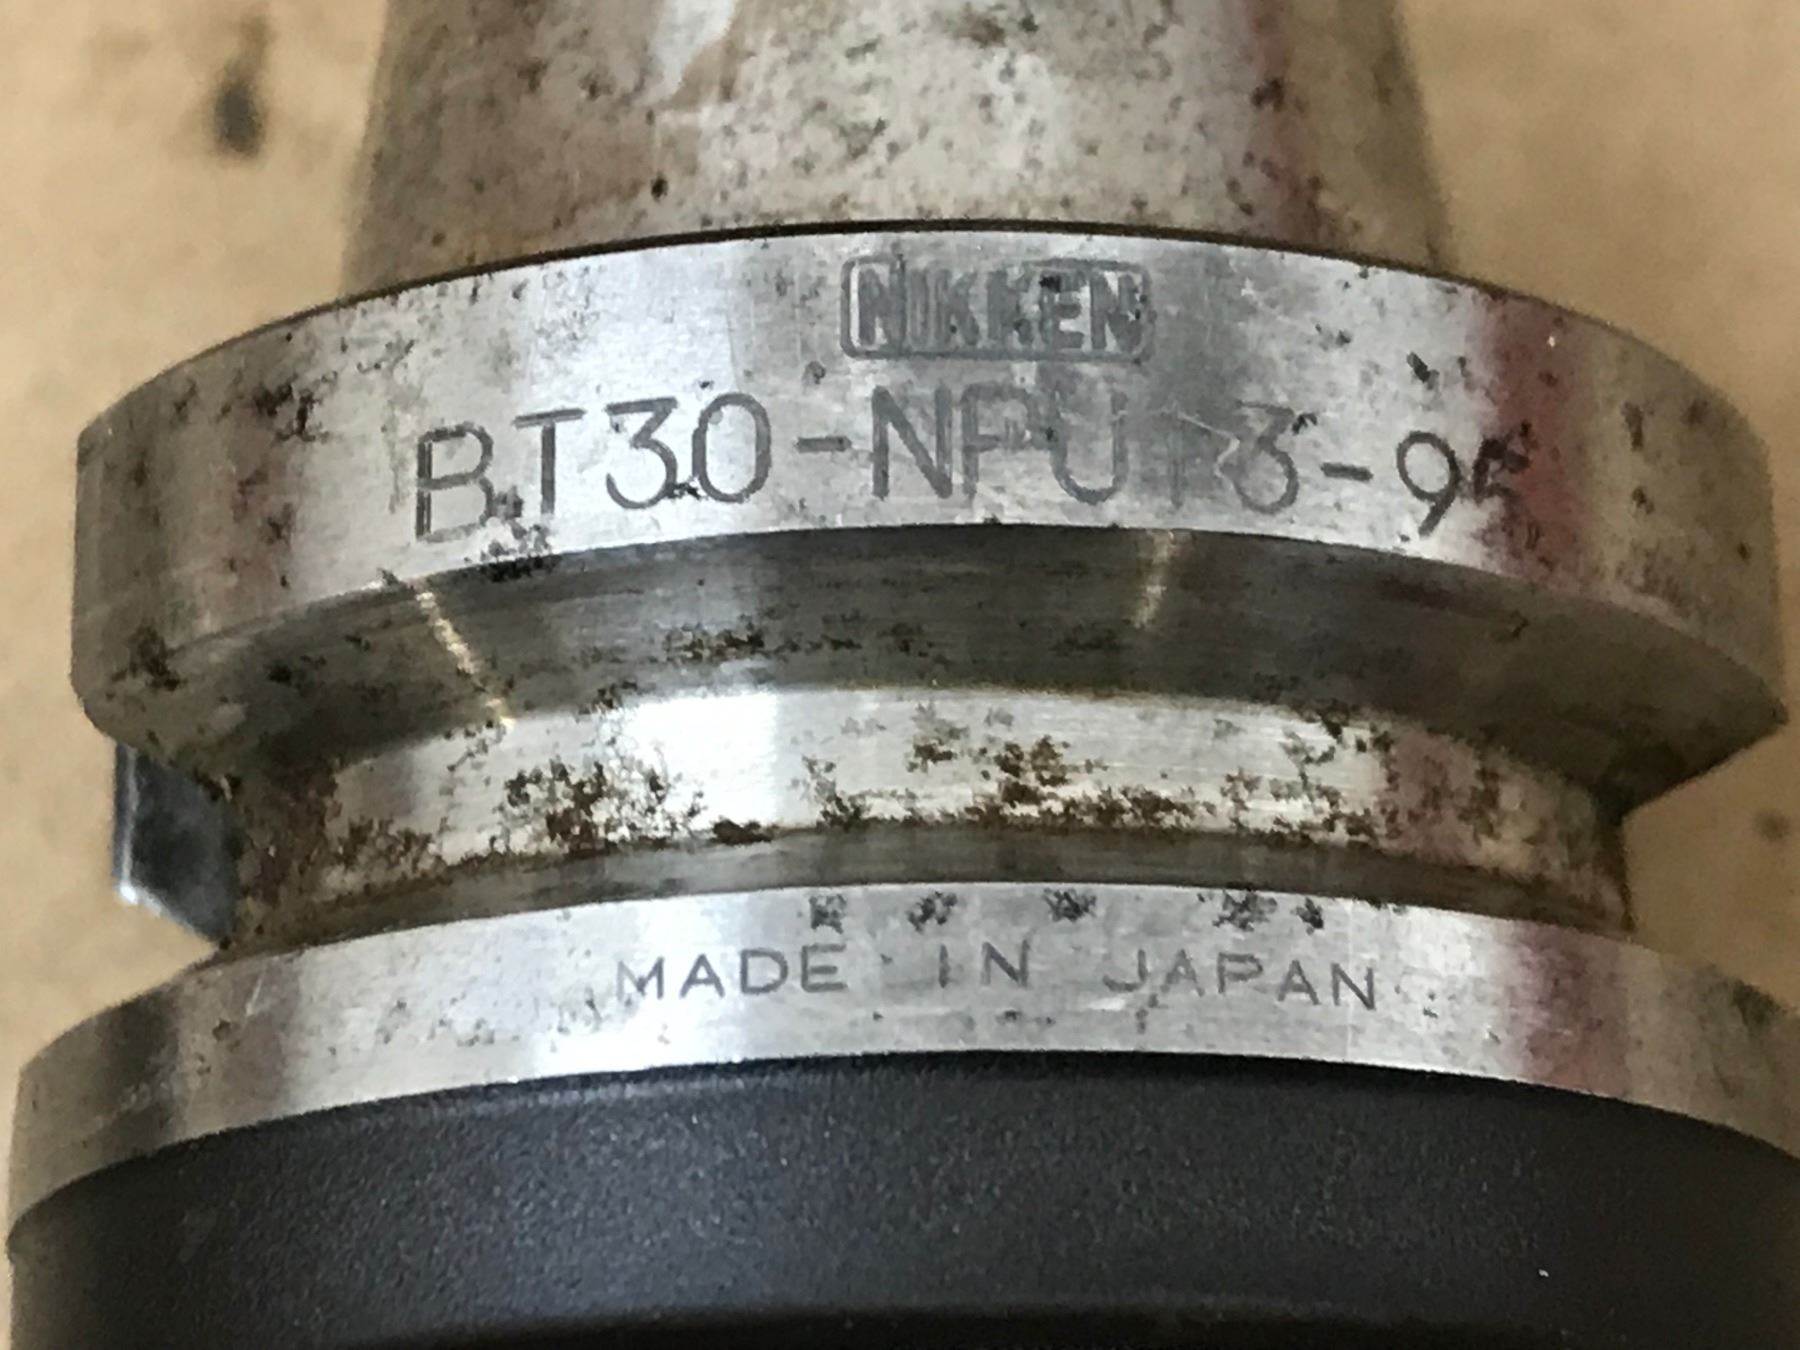 NIKKEN
BT30-NPU13-95
MADE IN JAPAN